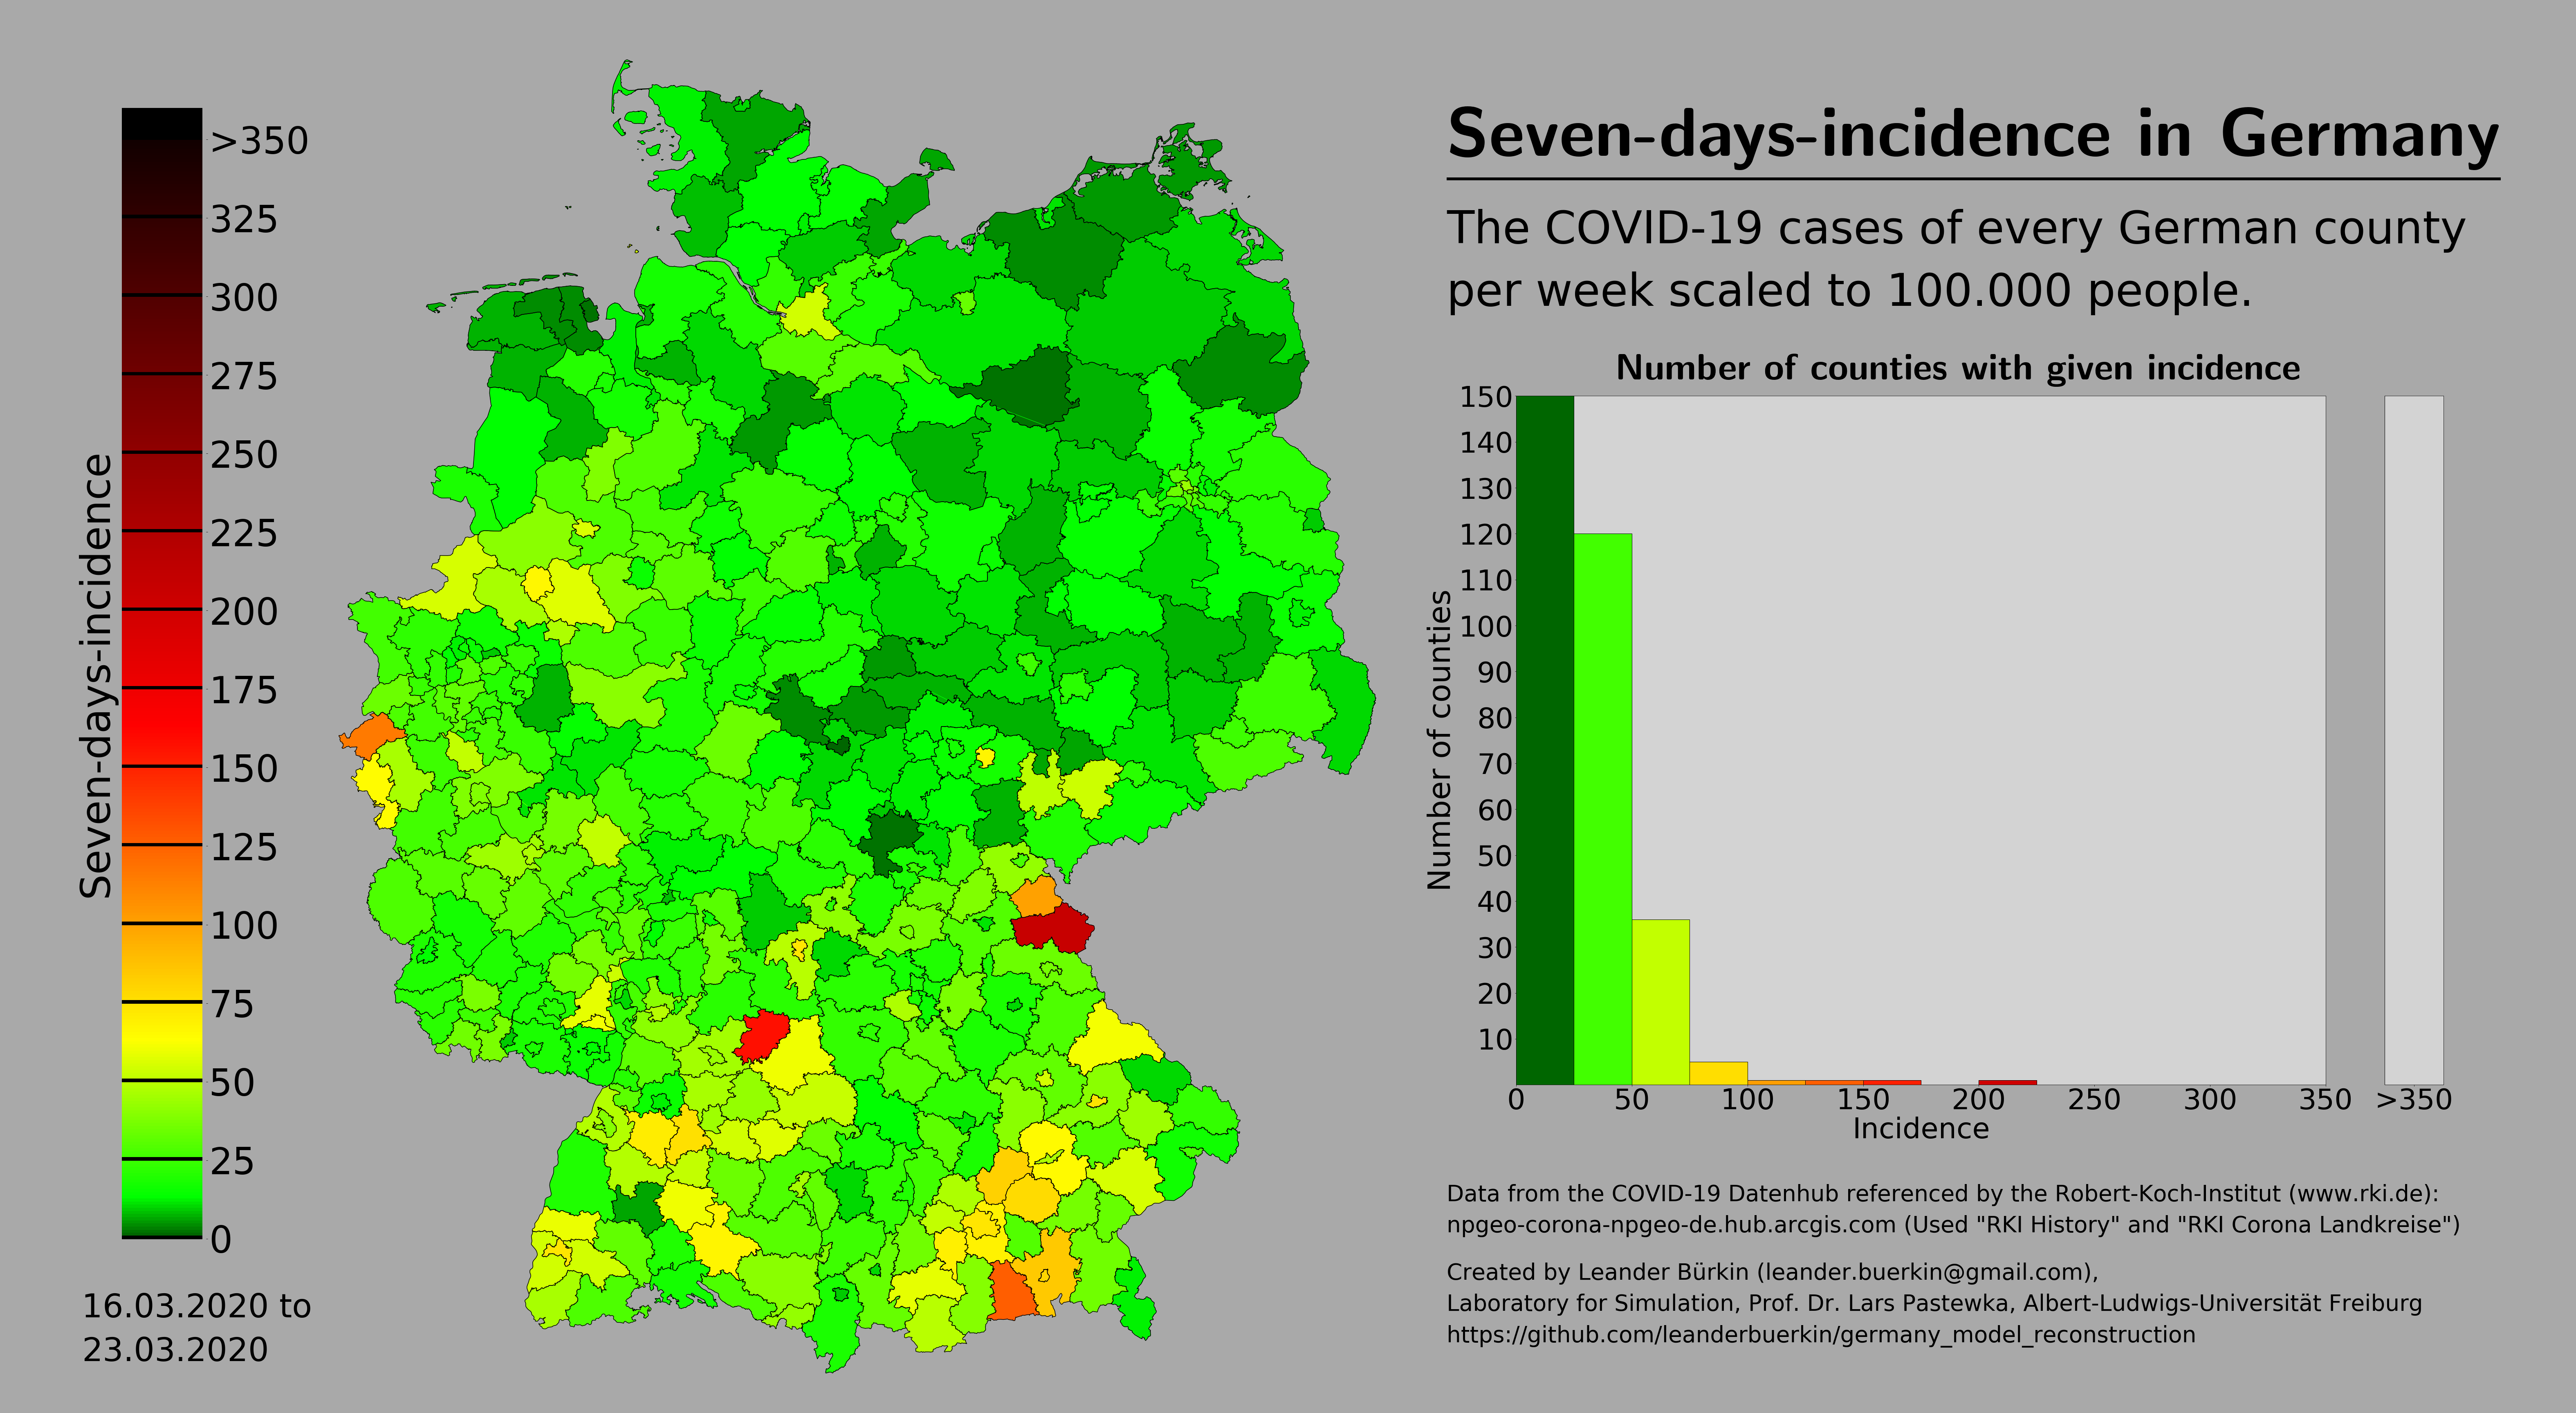 Seven-days-incidence in Germany
The COVID-19 cases of every German county
per week scaled to 100.000 people.
>350
325
300
275
250
225
200
175
150
125
100
75
50
25
0
Seven-days-incidence
16.03.2020 to
23.03.2020
Number of counties with given incidence
150
140
130
120
110
100
90
80
70
60
50
40
30
20
10
Number of counties
0 50 100 150 200 250 300 350 >350
Incidence
Data from the COVID-19 Datenhub referenced by the Robert-Koch-Institut (www.rki.de):
npgeo-corona-npgeo-de.hub.arcgis.com (Used "RKI History" and "RKI Corona Landkreise")
Created by Leander Bürkin (leander.buerkin@gmail.com),
Laboratory for Simulation, Prof. Dr. Lars Pastewka, Albert-Ludwigs-Universität Freiburg
https://github.com/leanderbuerkin/germany_model_reconstruction